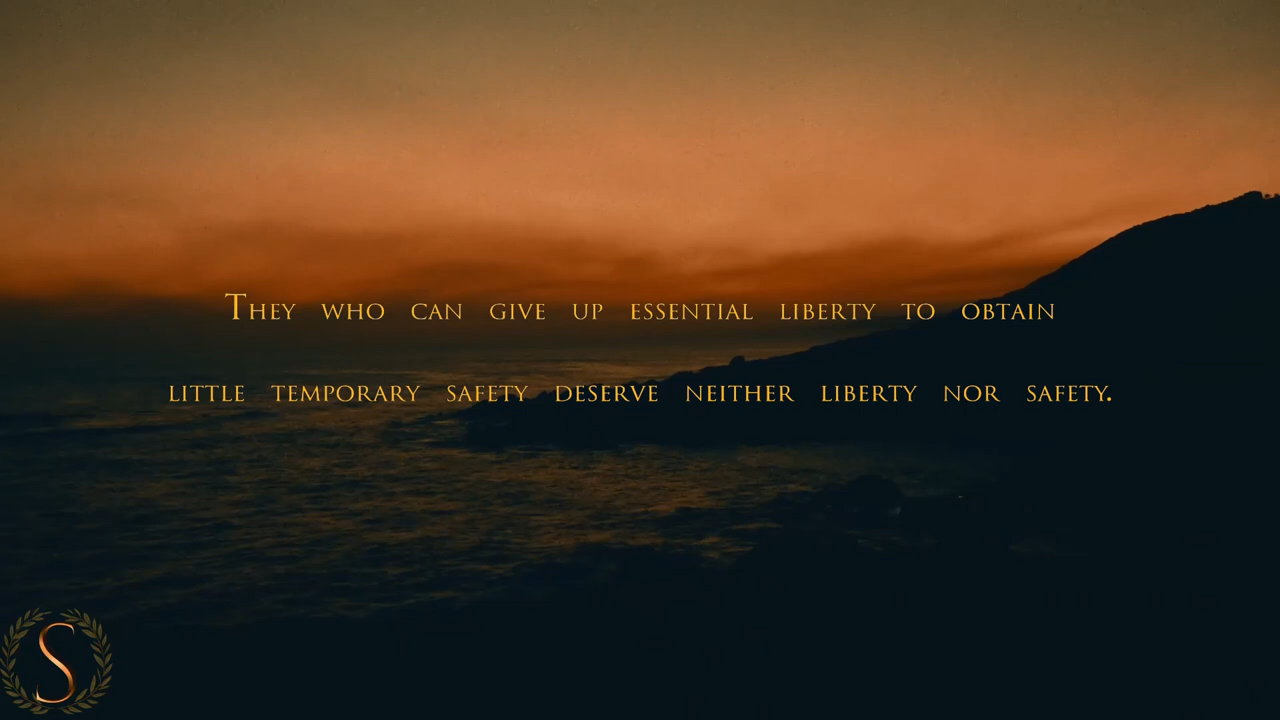 They who can give up essential liberty to obtain
little temporary safety deserve neither liberty nor safety.
S